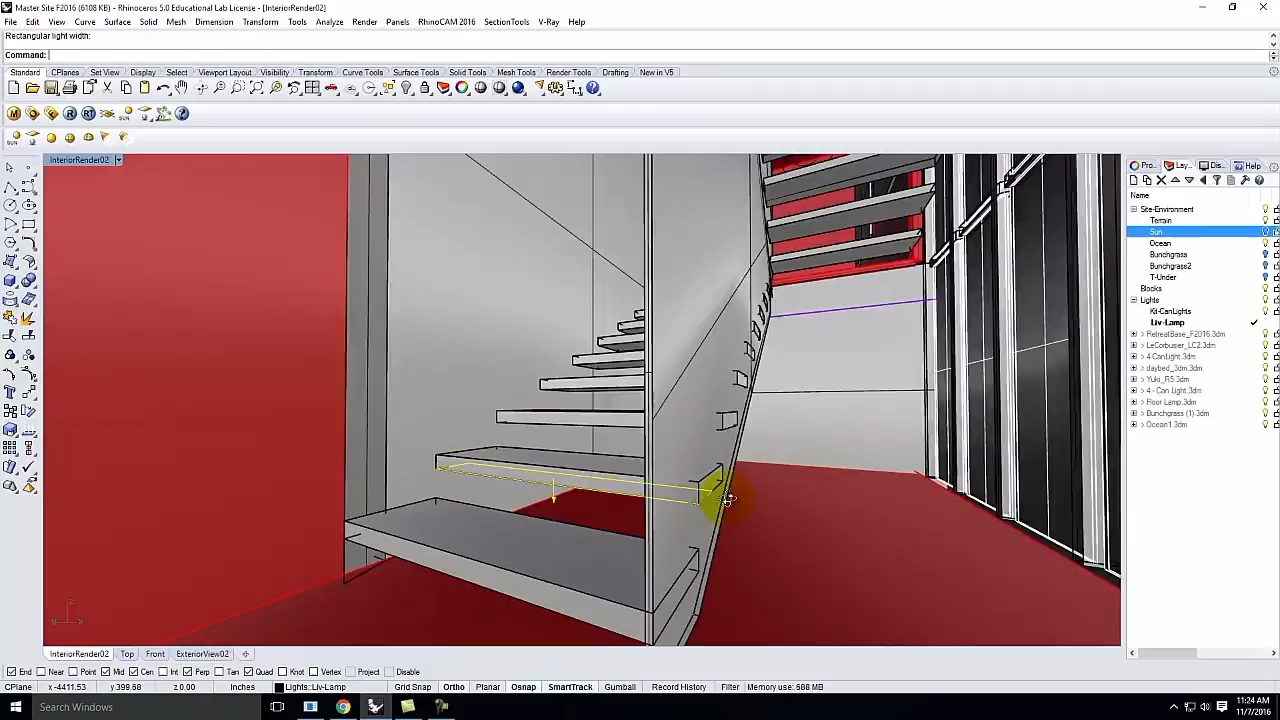 Master Site F2016 (6108 KB) - Rhinoceros 5.0 Educational Lab License - [InteriorRender02]
File Edit View Curve Surface Solid Mesh Dimension Transform Tools Analyze Render Panels RhinoCAM 2016 SectionTools V-Ray Help
Rectangular light width:
Command:
Standard CPlanes Set View Display Select Viewport Layout Visibility Transform Curve Tools Surface Tools Solid Tools Mesh Tools Render Tools Drafting New in V5
InteriorRender02
Pro... Lay... Dis... Help
Name
Site-Environment
Terrain
Sun
Ocean
Bunchgrass
Bunchgrass2
T-Under
Blocks
Lights
Kit-CanLights
Liv-Lamp
> RetreatBase_F2016.3dm
> LeCorbuser_LC2.3dm
> 4-CanLight.3dm
> daybed_3dm.3dm
> Yuki_R5.3dm
> 4 - Can Light.3dm
> Floor Lamp.3dm
> Bunchgrass (1).3dm
> Ocean1.3dm
z
y x
InteriorRender02 Top Front ExteriorView02
End Near Point Mid Cen Int Perp Tan Quad Knot Vertex Project Disable
CPlane x -4411.53 y 399.68 z 0.00 Inches Lights::Liv-Lamp Grid Snap Ortho Planar Osnap SmartTrack Gumball Record History Filter Memory use: 688 MB
Search Windows
11:24 AM
11/7/2016